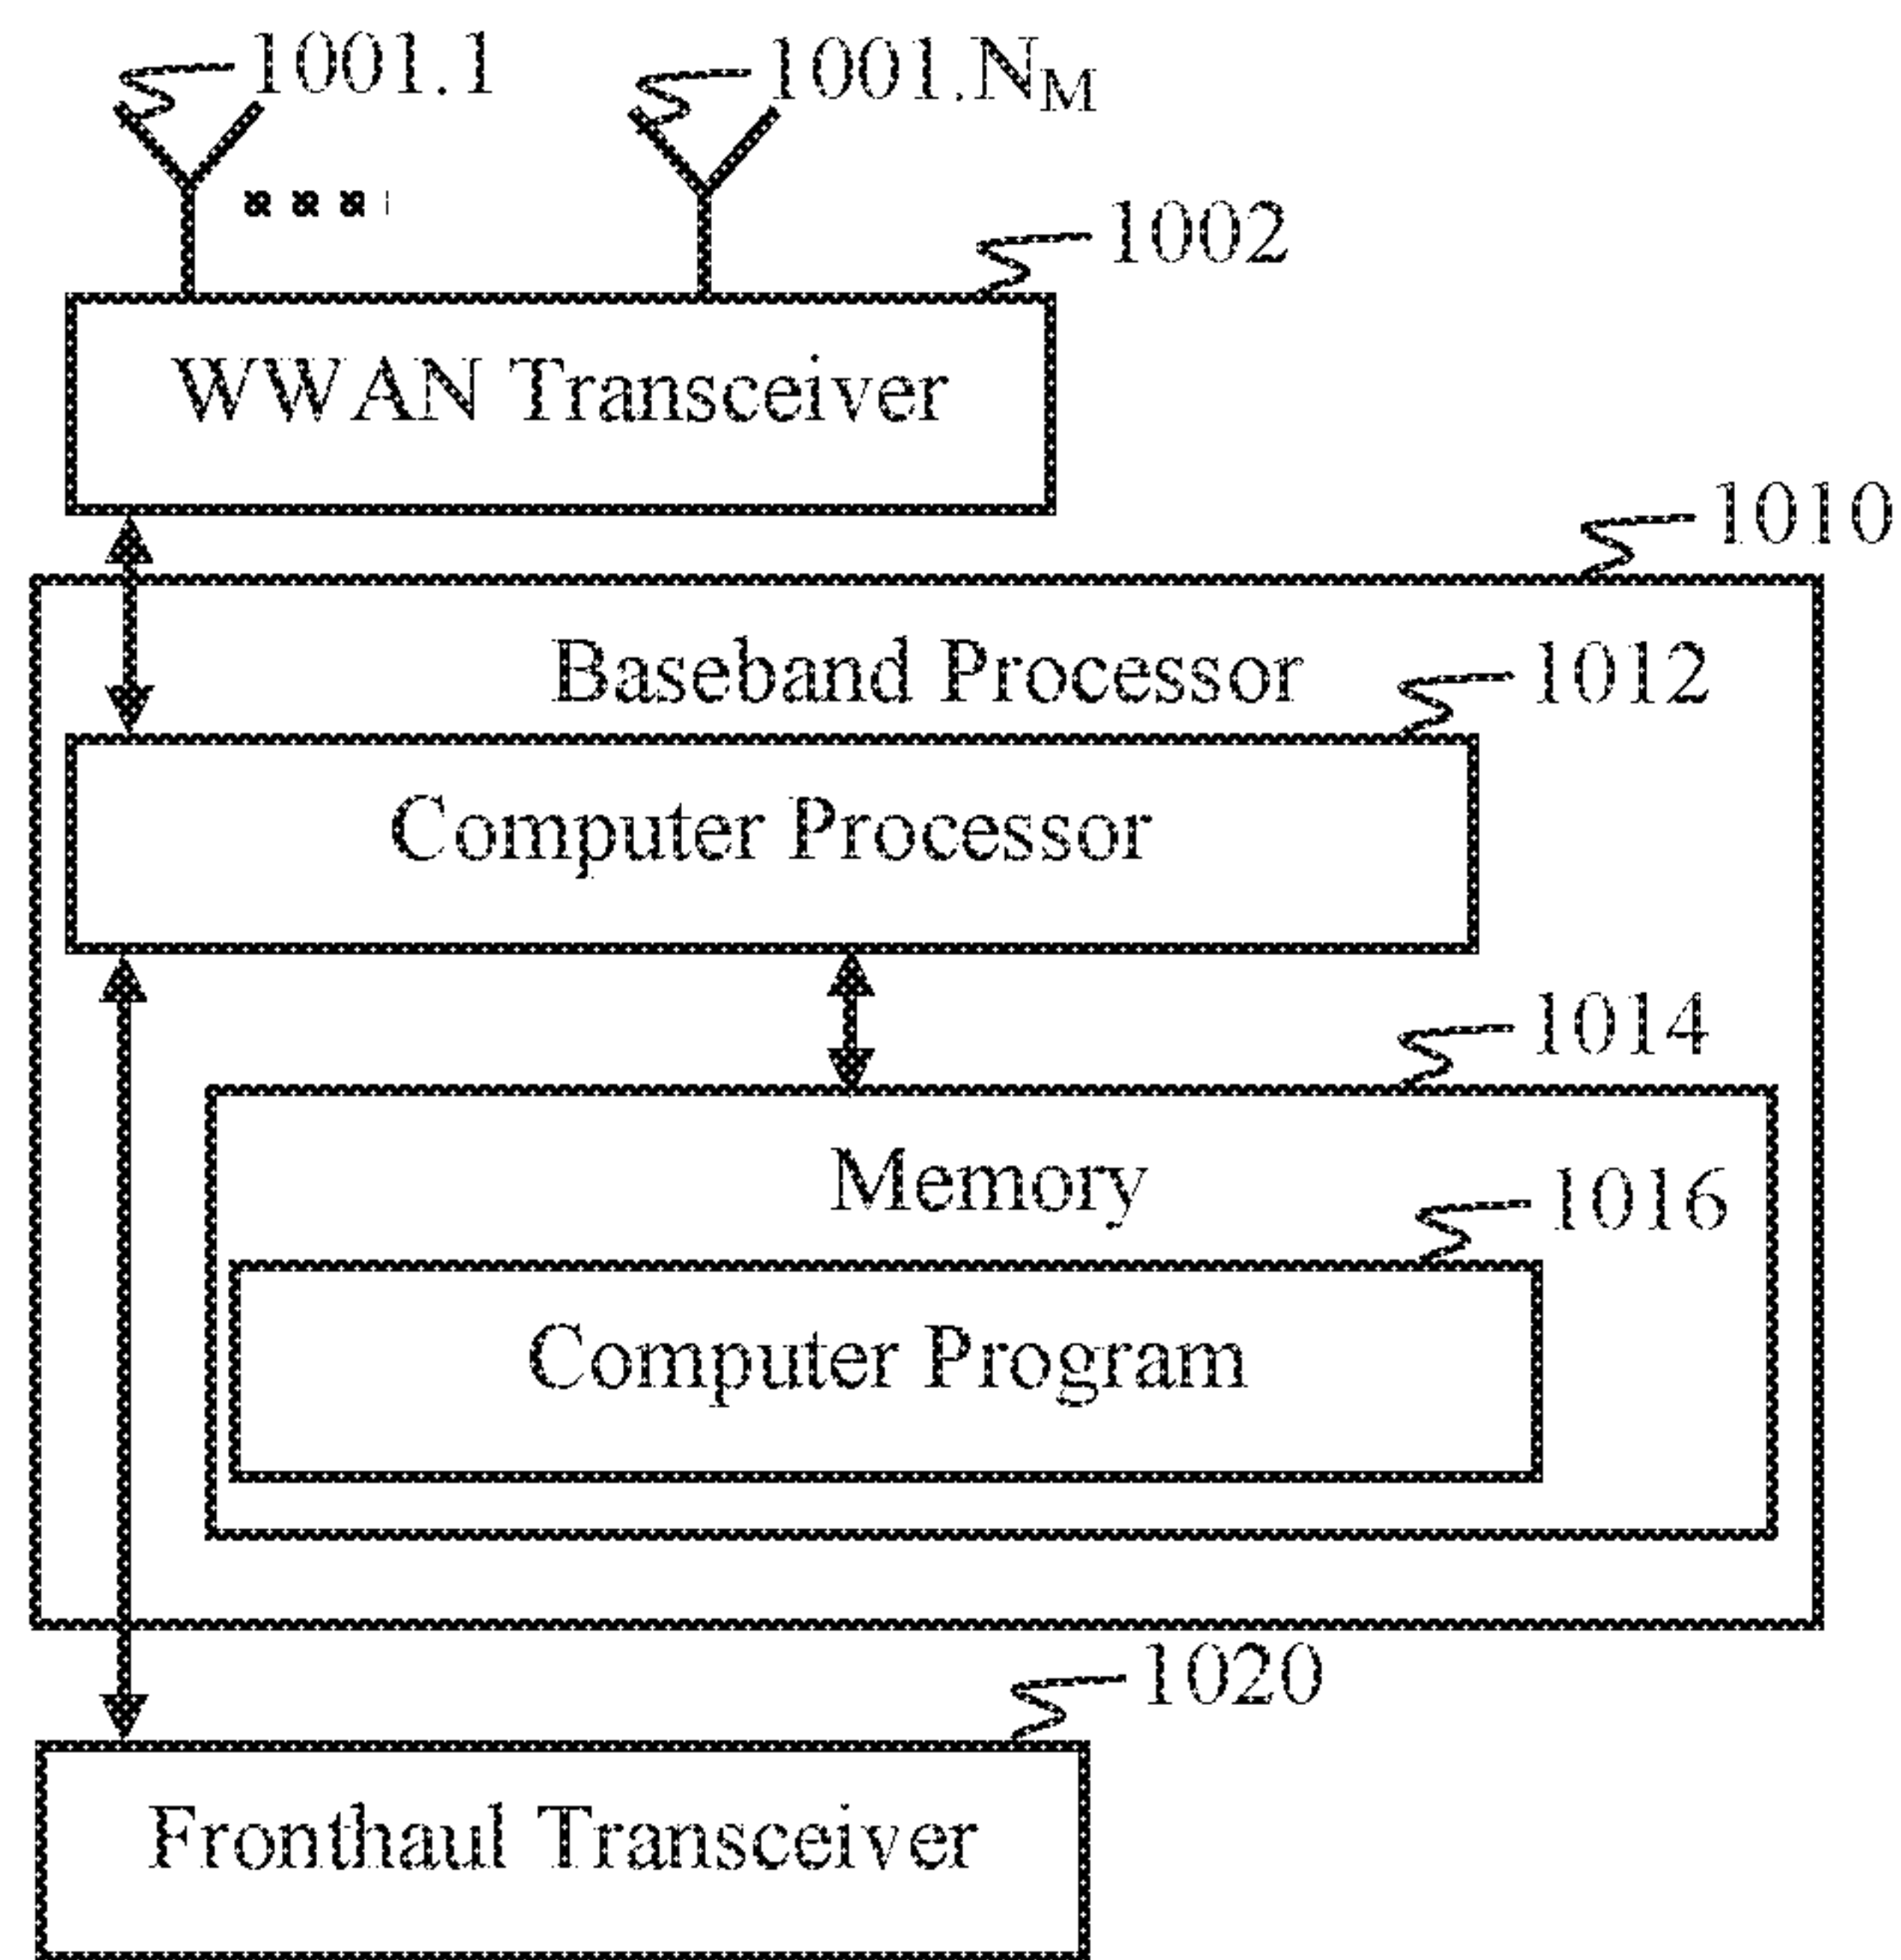 1001.1
1001.NM
1002
WWAN Transceiver
1010
Baseband Processor
1012
Computer Processor
1014
Memory
1016
Computer Program
1020
Fronthaul Transceiver